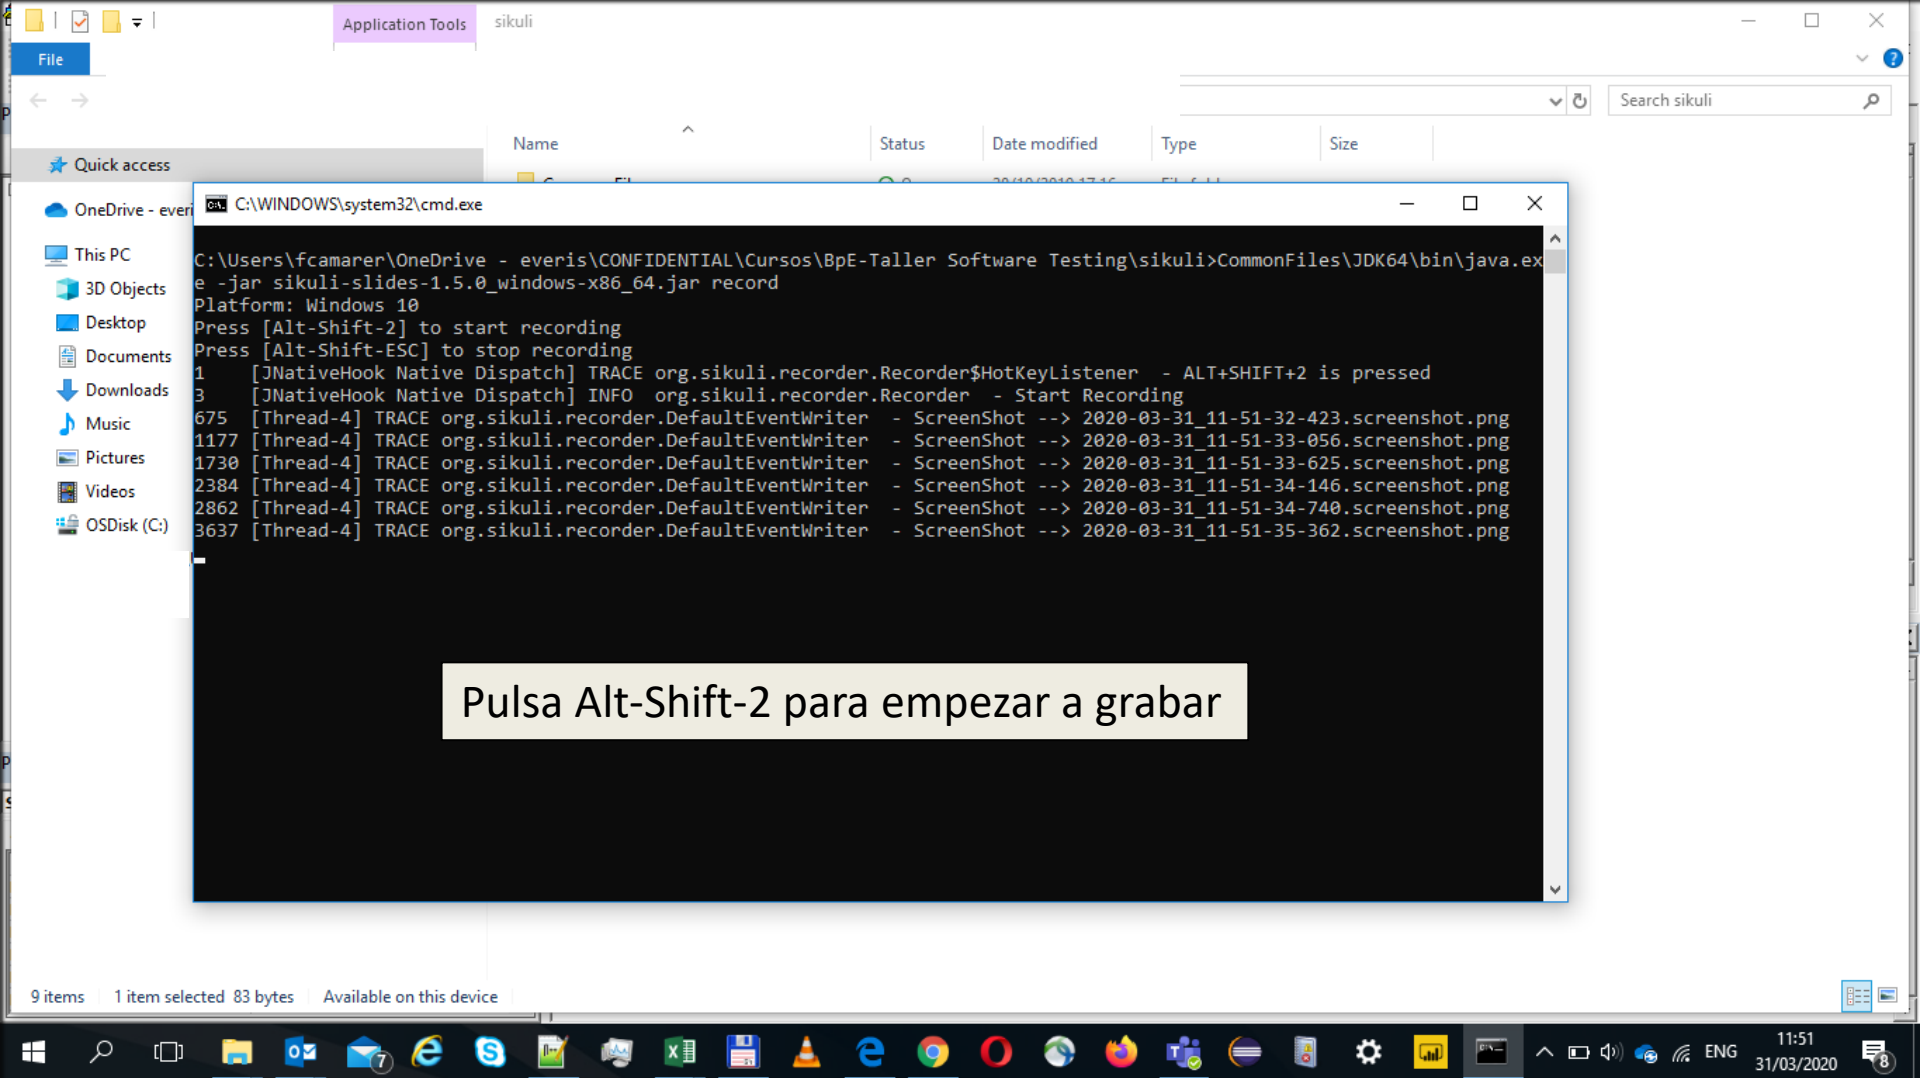 Application Tools
sikuli
File
Search sikuli
Name
Status
Date modified
Type
Size
Quick access
OneDrive - everi
This PC
3D Objects
Desktop
Documents
Downloads
Music
Pictures
Videos
OSDisk (C:)
C:\WINDOWS\system32\cmd.exe
C:\Users\fcamarer\OneDrive - everis\CONFIDENTIAL\Cursos\BpE-Taller Software Testing\sikuli>CommonFiles\JDK64\bin\java.ex
e -jar sikuli-slides-1.5.0_windows-x86_64.jar record
Platform: Windows 10
Press [Alt-Shift-2] to start recording
Press [Alt-Shift-ESC] to stop recording
1 [JNativeHook Native Dispatch] TRACE org.sikuli.recorder.Recorder$HotKeyListener - ALT+SHIFT+2 is pressed
3 [JNativeHook Native Dispatch] INFO org.sikuli.recorder.Recorder - Start Recording
675 [Thread-4] TRACE org.sikuli.recorder.DefaultEventWriter - ScreenShot --> 2020-03-31_11-51-32-423.screenshot.png
1177 [Thread-4] TRACE org.sikuli.recorder.DefaultEventWriter - ScreenShot --> 2020-03-31_11-51-33-056.screenshot.png
1730 [Thread-4] TRACE org.sikuli.recorder.DefaultEventWriter - ScreenShot --> 2020-03-31_11-51-33-625.screenshot.png
2384 [Thread-4] TRACE org.sikuli.recorder.DefaultEventWriter - ScreenShot --> 2020-03-31_11-51-34-146.screenshot.png
2862 [Thread-4] TRACE org.sikuli.recorder.DefaultEventWriter - ScreenShot --> 2020-03-31_11-51-34-740.screenshot.png
3637 [Thread-4] TRACE org.sikuli.recorder.DefaultEventWriter - ScreenShot --> 2020-03-31_11-51-35-362.screenshot.png
Pulsa Alt-Shift-2 para empezar a grabar
9 items 1 item selected 83 bytes Available on this device
7
ENG
11:51
31/03/2020
8